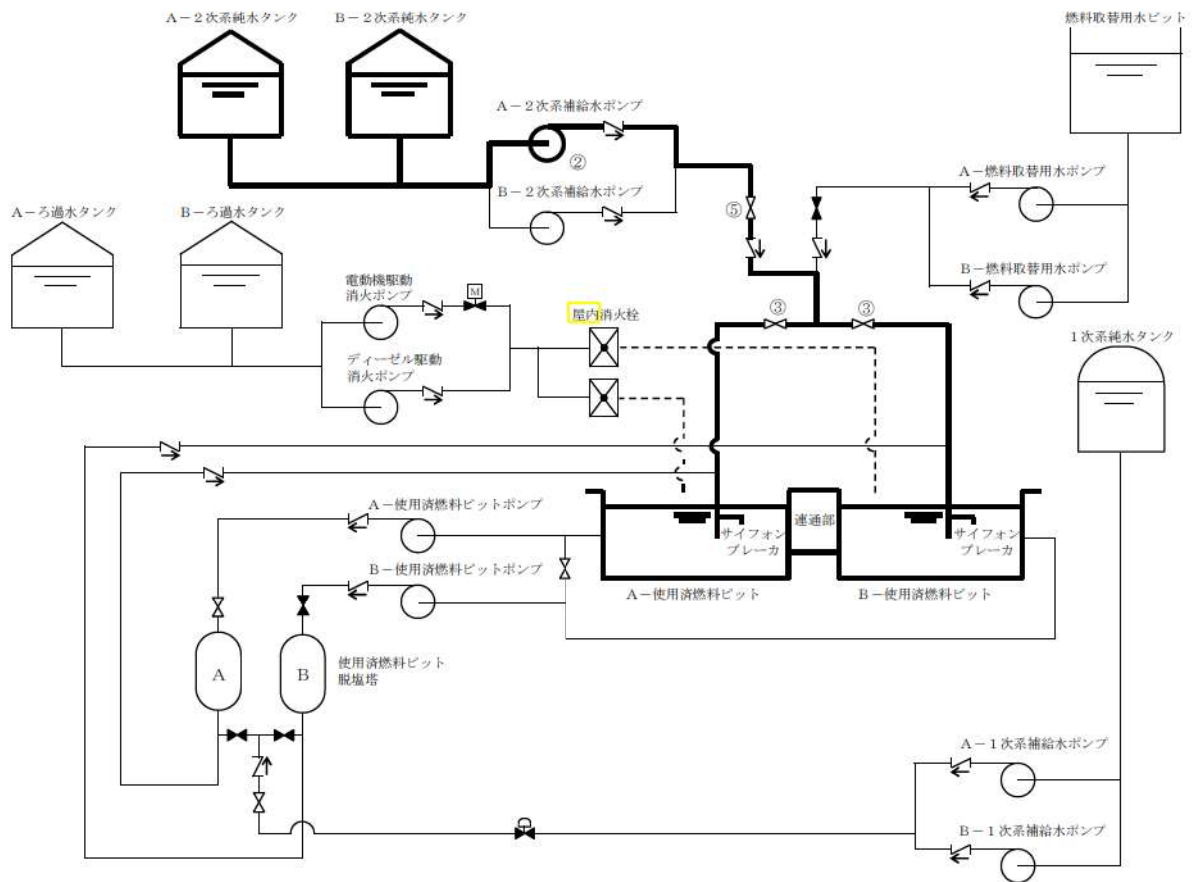 A－2次系純水タンク
B－2次系純水タンク
燃料取替用水ピット
A－2次系補給水ポンプ
②
B－2次系補給水ポンプ
⑤
A－燃料取替用水ポンプ
B－燃料取替用水ポンプ
A－ろ過水タンク
B－ろ過水タンク
電動機駆動
消火ポンプ
M
屋内消火栓
③
③
ディーゼル駆動
消火ポンプ
1次系純水タンク
A－使用済燃料ピットポンプ
B－使用済燃料ピットポンプ
サイフォン
ブレーカ
連通部
サイフォン
ブレーカ
A－使用済燃料ピット
B－使用済燃料ピット
A
B
使用済燃料ピット
脱塩塔
A－1次系補給水ポンプ
B－1次系補給水ポンプ